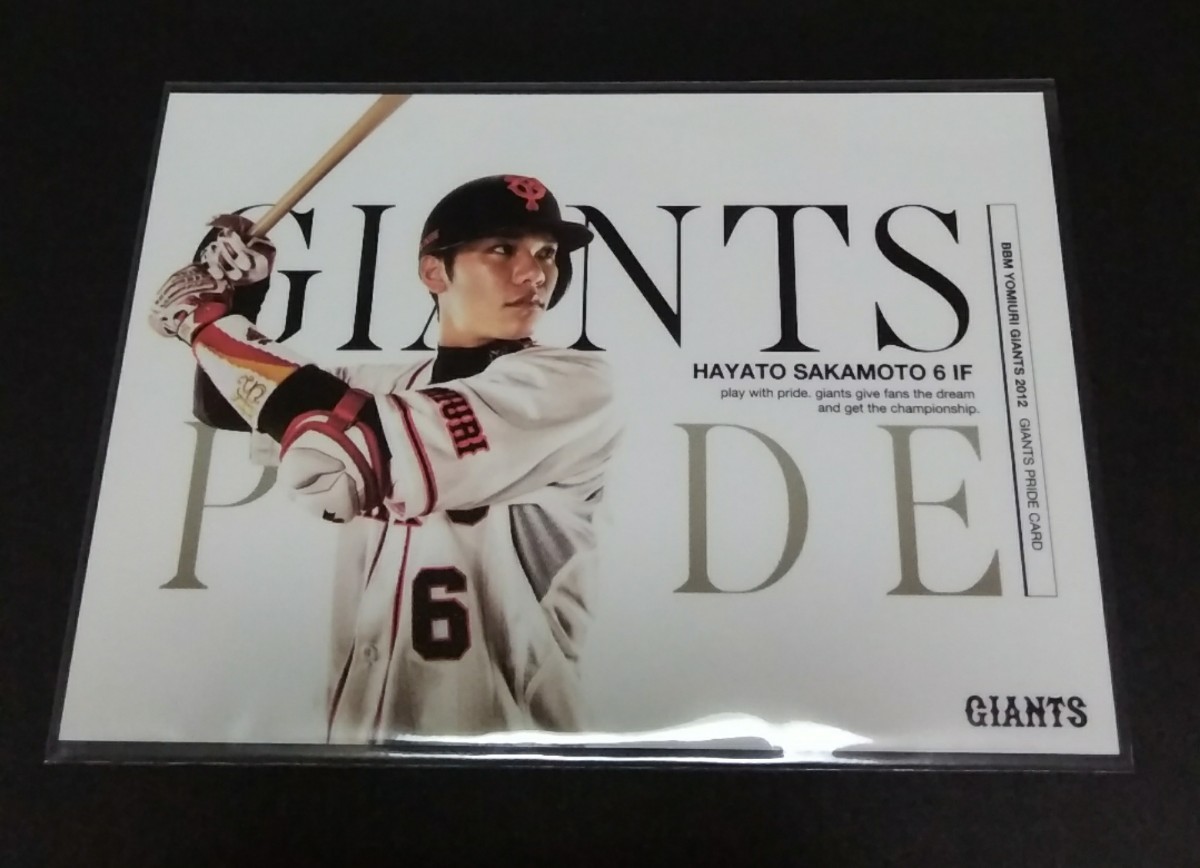 GIANTS
HAYATO SAKAMOTO 6 IF
play with pride. giants give fans the dream
and get the championship.
P DE
BBM YOMIURI GIANTS 2012 GIANTS PRIDE CARD
6
GIANTS